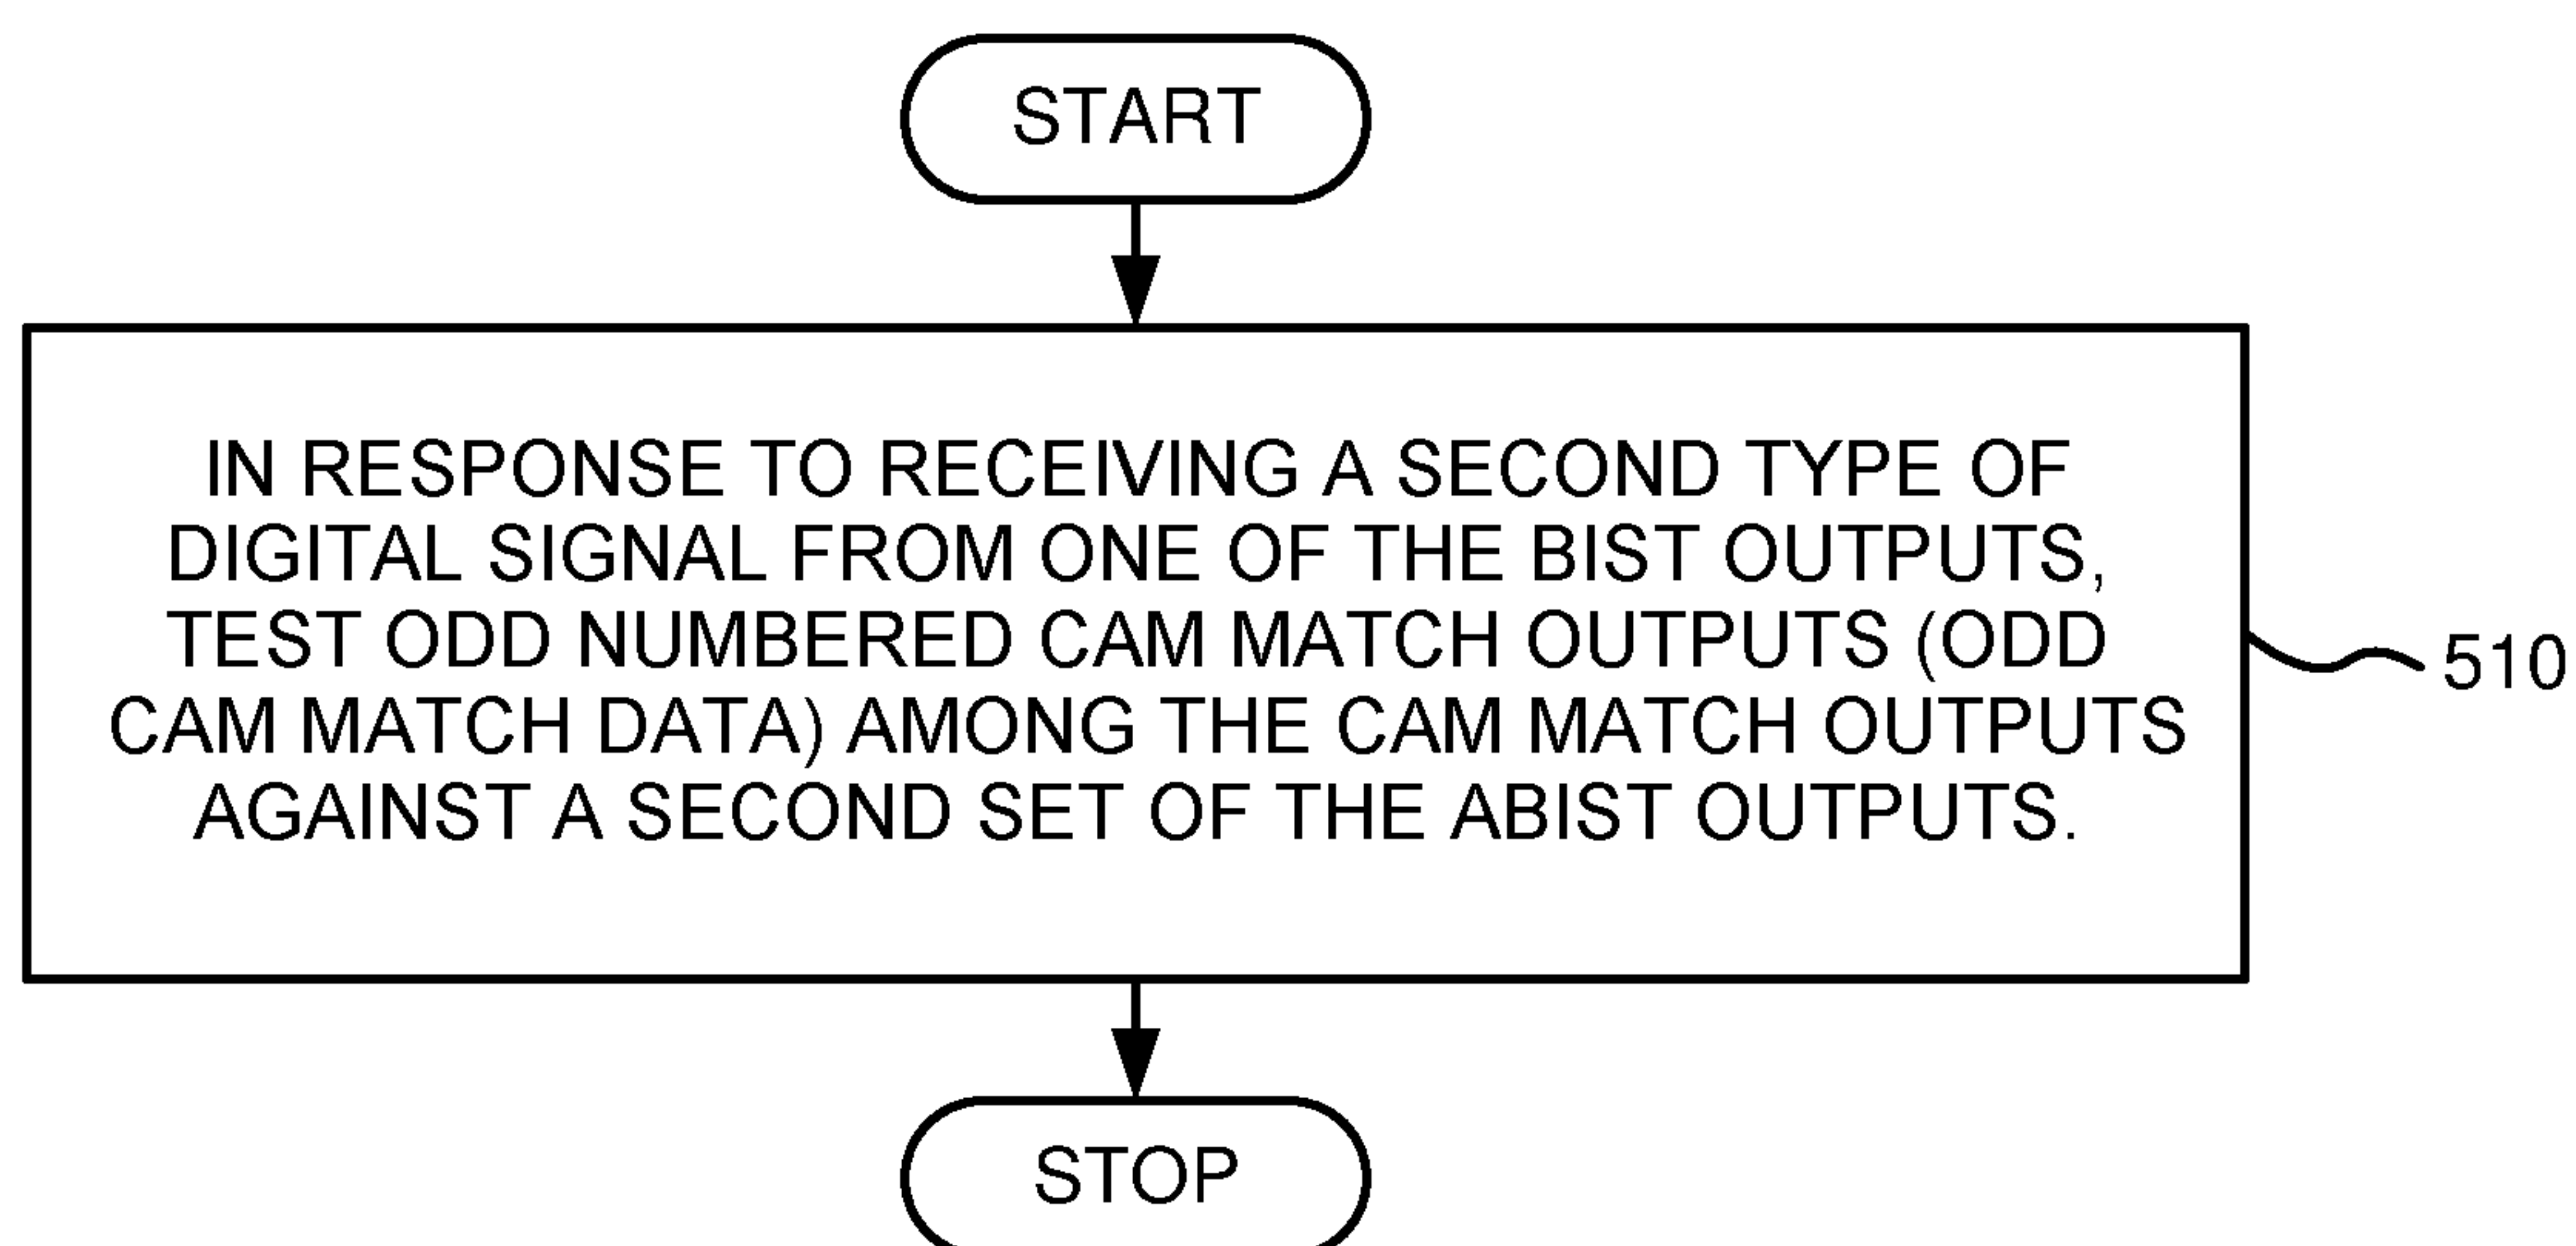 START
IN RESPONSE TO RECEIVING A SECOND TYPE OF
DIGITAL SIGNAL FROM ONE OF THE BIST OUTPUTS,
TEST ODD NUMBERED CAM MATCH OUTPUTS (ODD
CAM MATCH DATA) AMONG THE CAM MATCH OUTPUTS
AGAINST A SECOND SET OF THE ABIST OUTPUTS.
510
STOP